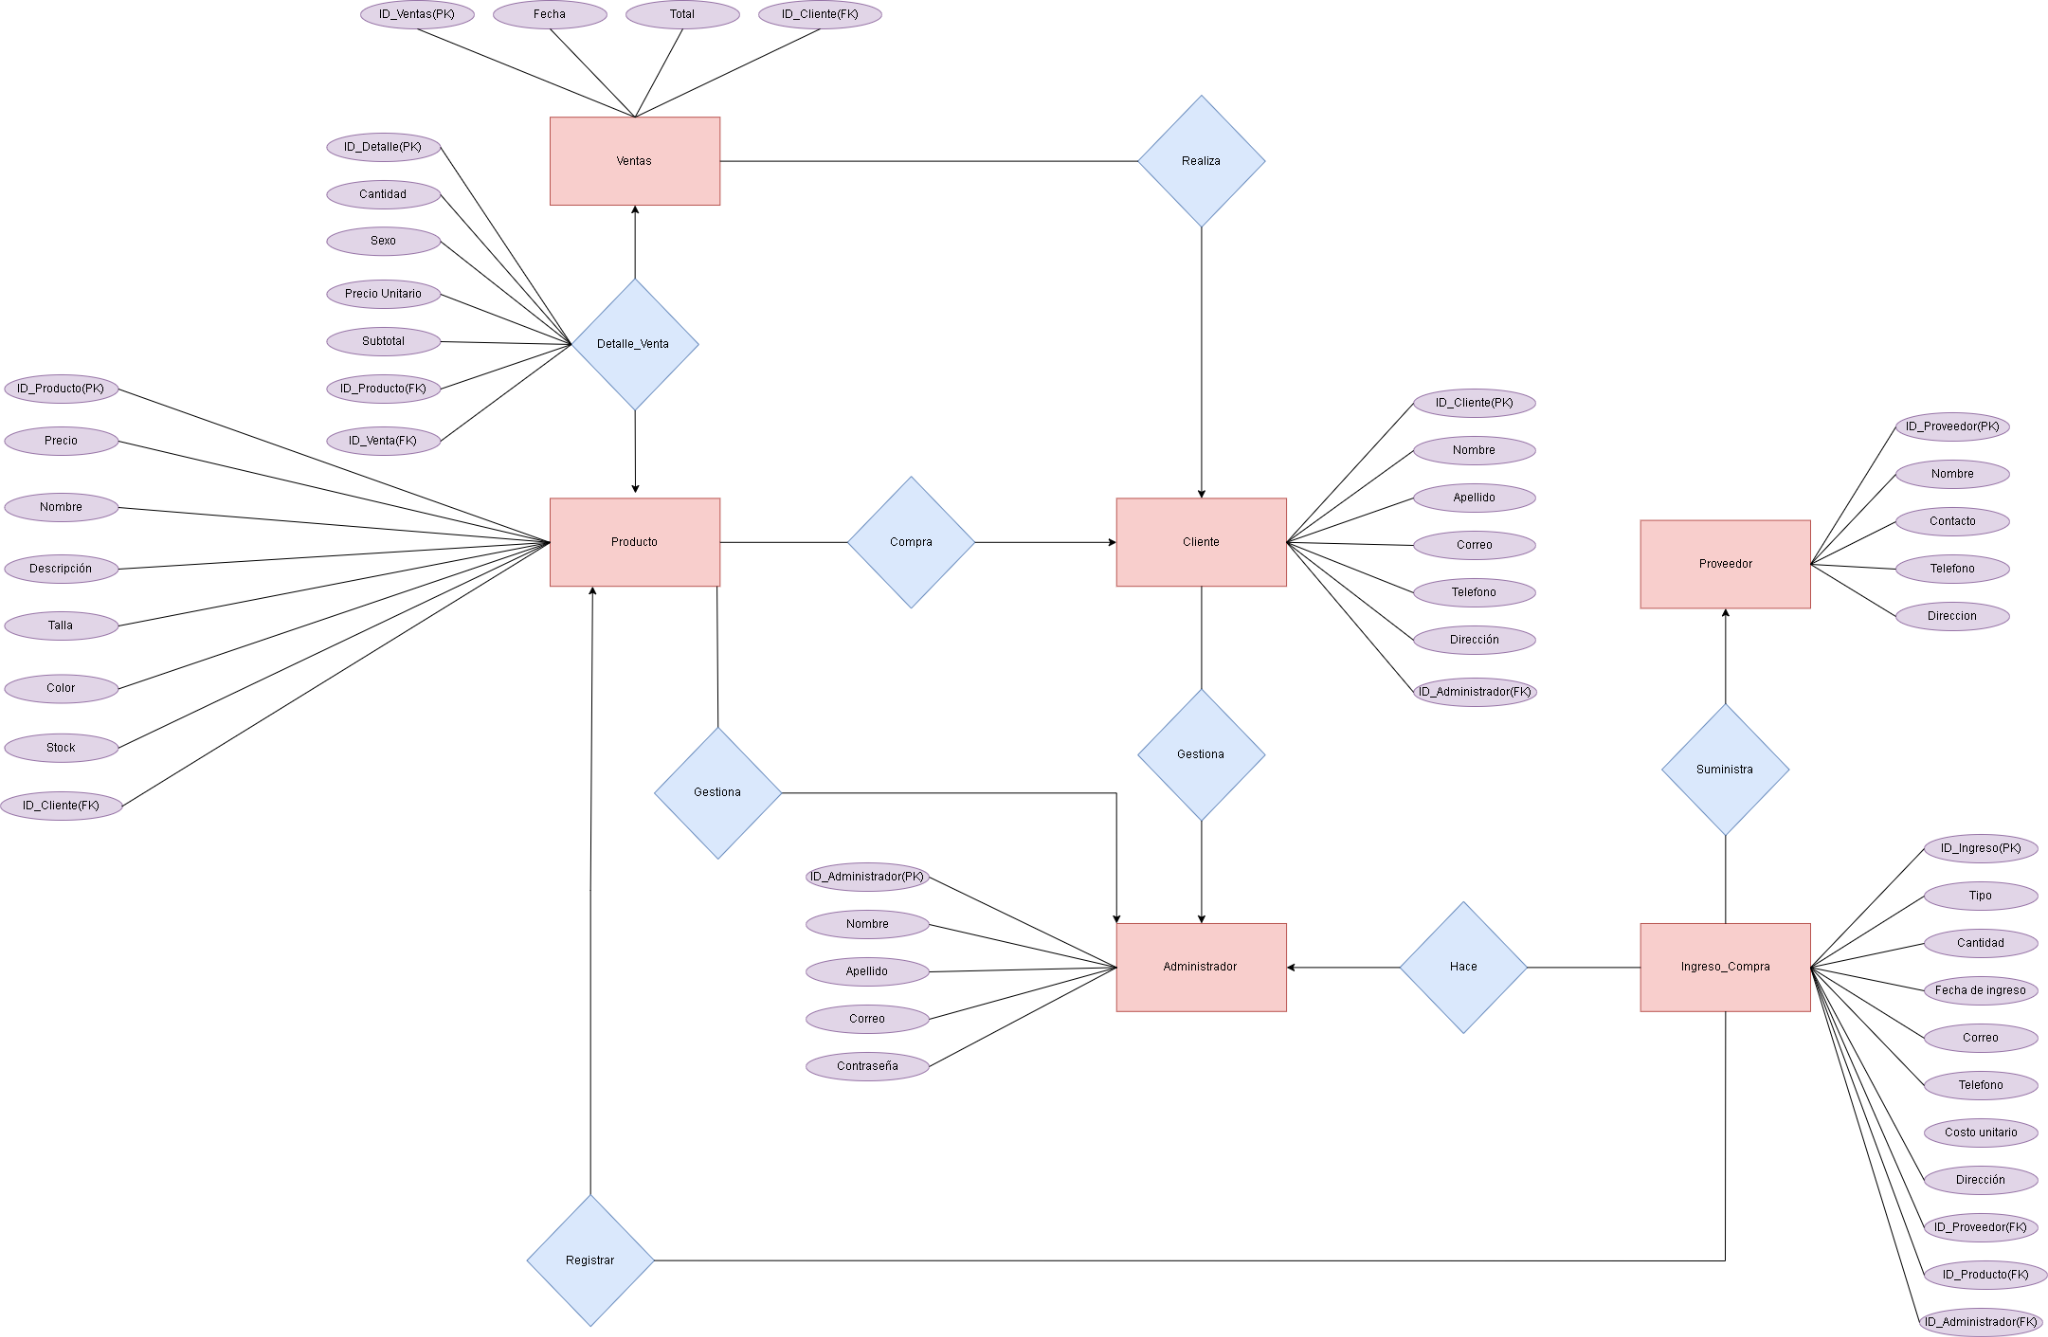 ID_Ventas(PK)
Fecha
Total
ID_Cliente(FK)
Ventas
Realiza
ID_Detalle(PK)
Cantidad
Sexo
Precio Unitario
Subtotal
ID_Producto(FK)
ID_Venta(FK)
Detalle_Venta
ID_Producto(PK)
Precio
Nombre
Descripción
Talla
Color
Stock
ID_Cliente(FK)
Producto
Compra
Cliente
ID_Cliente(PK)
Nombre
Apellido
Correo
Telefono
Dirección
ID_Administrador(FK)
Proveedor
ID_Proveedor(PK)
Nombre
Contacto
Telefono
Direccion
Gestiona
Gestiona
Suministra
ID_Administrador(PK)
Nombre
Apellido
Correo
Contraseña
Administrador
Hace
Ingreso_Compra
ID_Ingreso(PK)
Tipo
Cantidad
Fecha de ingreso
Correo
Telefono
Costo unitario
Dirección
ID_Proveedor(FK)
ID_Producto(FK)
ID_Administrador(FK)
Registrar